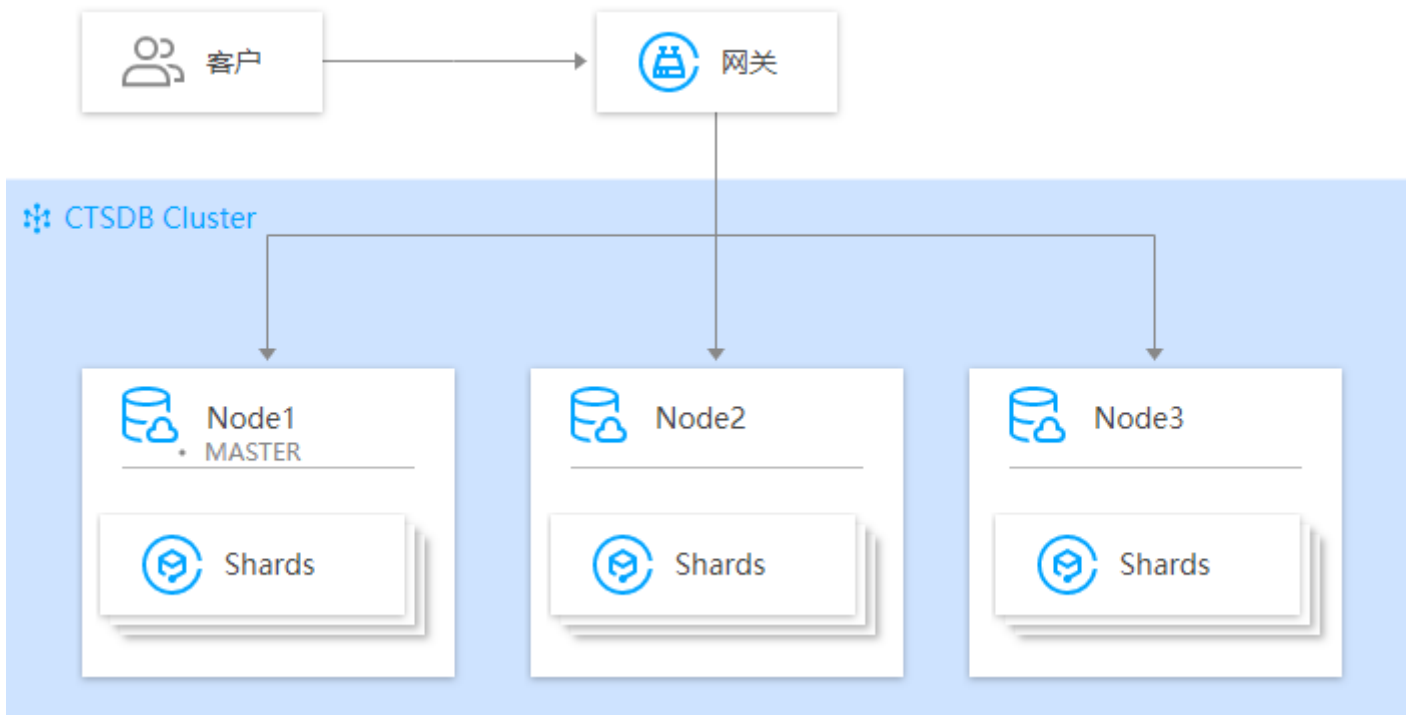 客户
网关
CTSDB Cluster
Node1
• MASTER
Node2
Node3
Shards
Shards
Shards